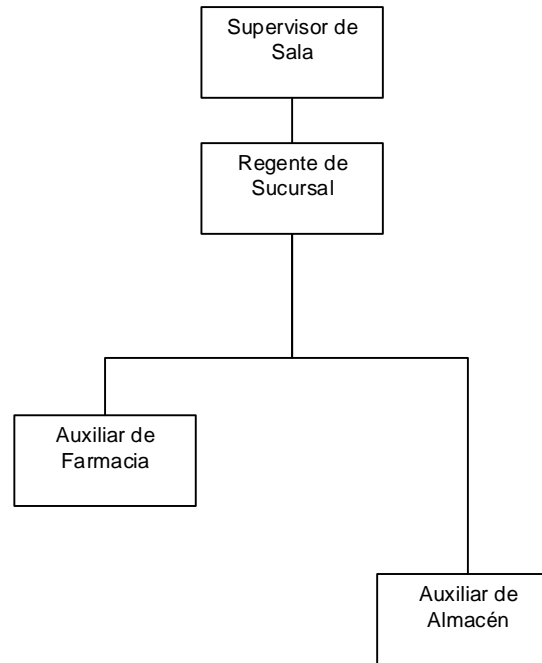 Supervisor de
Sala
Regente de
Sucursal
Auxiliar de
Farmacia
Auxiliar de
Almacén